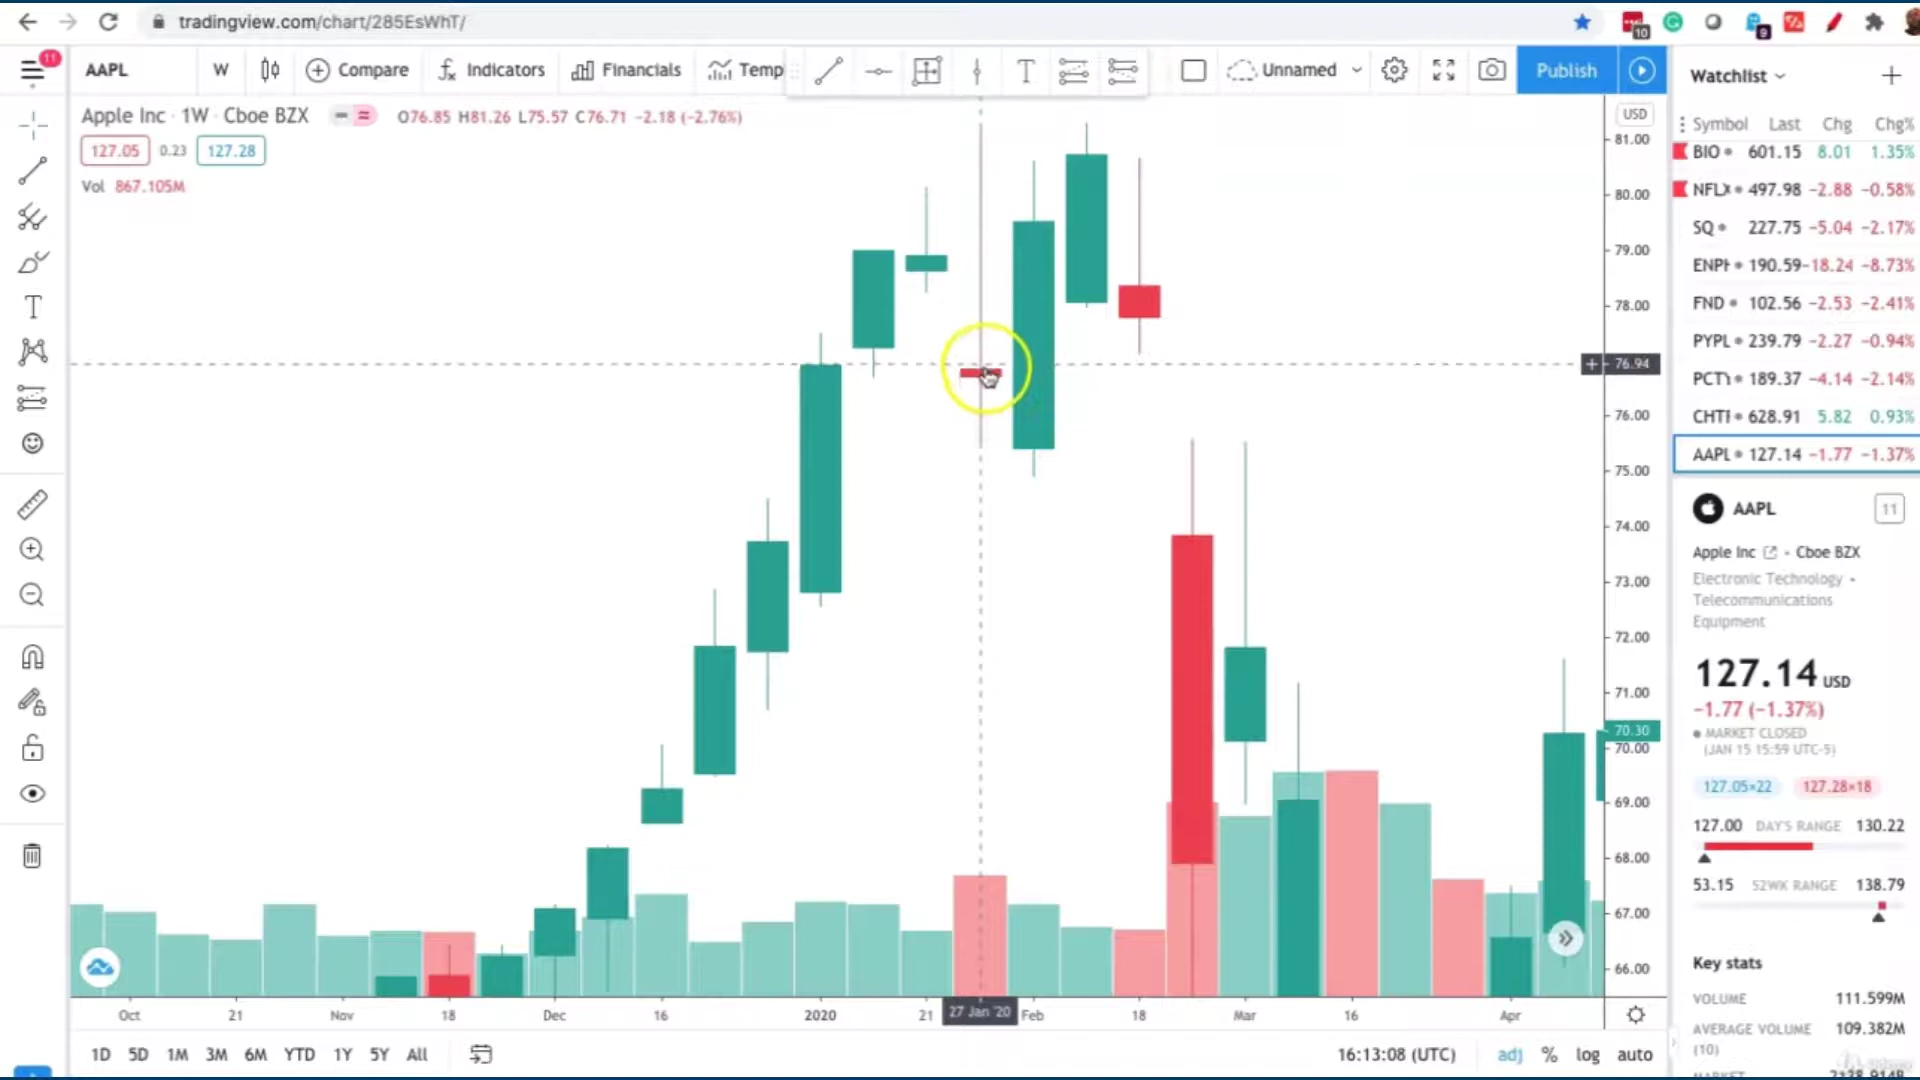 tradingview.com/chart/285EsWhT/
10
9
11
AAPL
W
Compare
Indicators
Financials
Temp
Unnamed
Publish
Watchlist
Apple Inc · 1W · Cboe BZX
O76.85 H81.26 L75.57 C76.71 −2.18 (−2.76%)
127.05
0.23
127.28
Vol 867.105M
USD
81.00
80.00
79.00
78.00
76.94
76.00
75.00
74.00
73.00
72.00
71.00
70.30
70.00
69.00
68.00
67.00
66.00
Oct
21
Nov
18
Dec
16
2020
21
27 Jan '20
Feb
18
Mar
16
Apr
1D 5D 1M 3M 6M YTD 1Y 5Y All
16:13:08 (UTC)
adj % log auto
Symbol Last Chg Chg%
BIO 601.15 8.01 1.35%
NFLX 497.98 −2.88 −0.58%
SQ 227.75 −5.04 −2.17%
ENPH 190.59 −18.24 −8.73%
FND 102.56 −2.53 −2.41%
PYPL 239.79 −2.27 −0.94%
PCTY 189.37 −4.14 −2.14%
CHTR 628.91 5.82 0.93%
AAPL 127.14 −1.77 −1.37%
AAPL
11
Apple Inc · Cboe BZX
Electronic Technology ·
Telecommunications
Equipment
127.14 USD
−1.77 (−1.37%)
MARKET CLOSED
(JAN 15 15:59 UTC-5)
127.05×22
127.28×18
127.00 DAY'S RANGE 130.22
53.15 52WK RANGE 138.79
Key stats
VOLUME 111.599M
AVERAGE VOLUME 109.382M
(10)